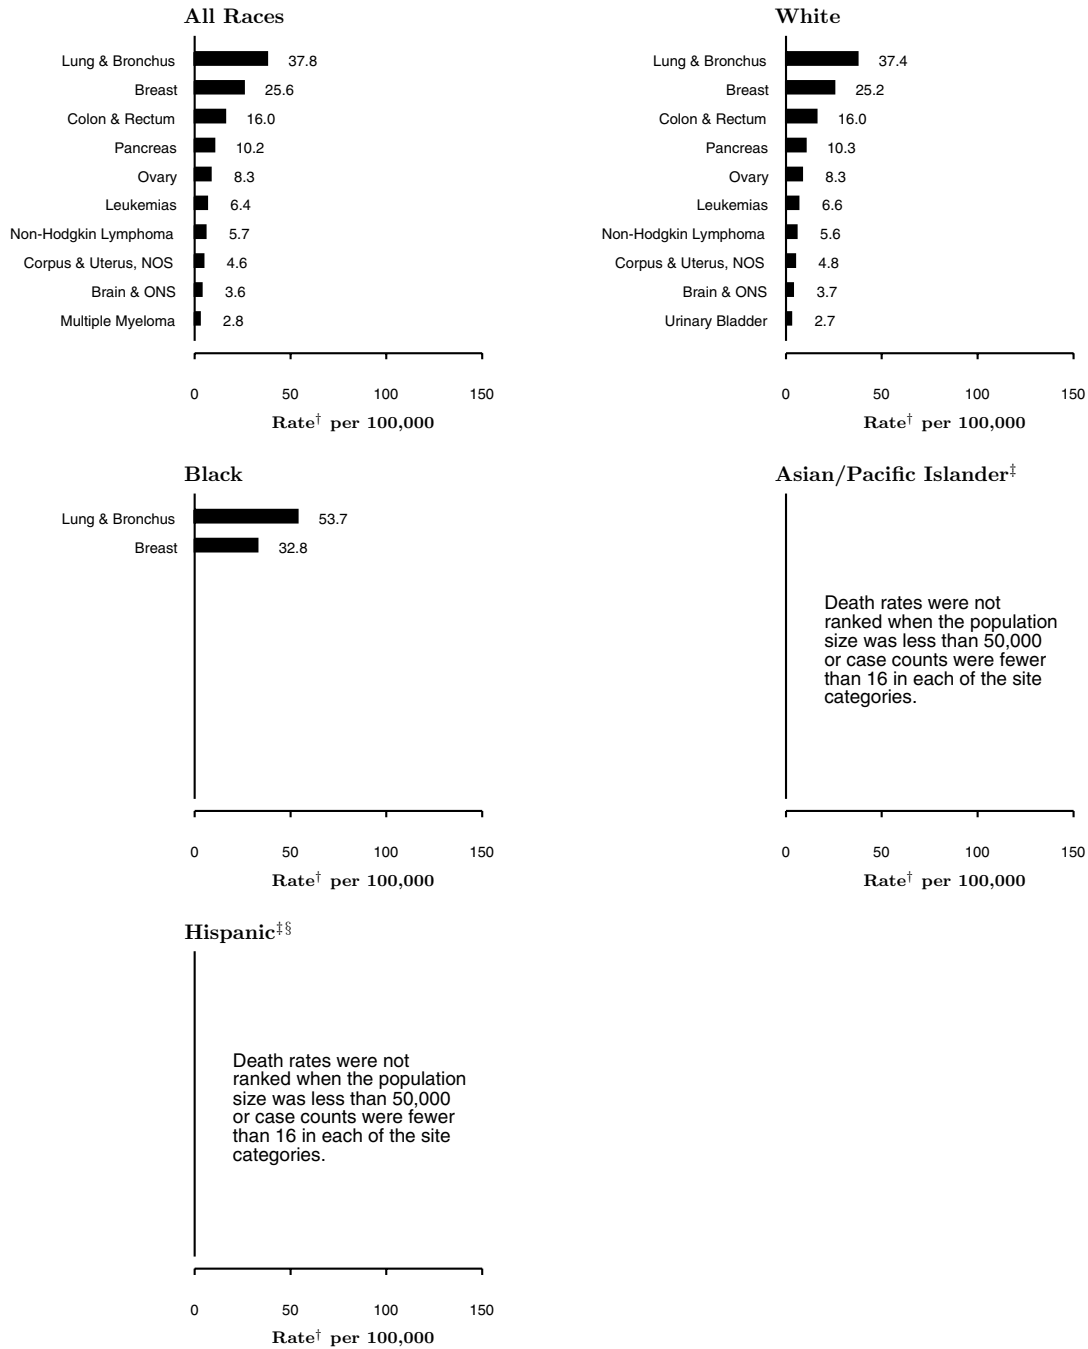 All Races
Lung & Bronchus 37.8
Breast 25.6
Colon & Rectum 16.0
Pancreas 10.2
Ovary 8.3
Leukemias 6.4
Non-Hodgkin Lymphoma 5.7
Corpus & Uterus, NOS 4.6
Brain & ONS 3.6
Multiple Myeloma 2.8
0 50 100 150
Rate† per 100,000
White
Lung & Bronchus 37.4
Breast 25.2
Colon & Rectum 16.0
Pancreas 10.3
Ovary 8.3
Leukemias 6.6
Non-Hodgkin Lymphoma 5.6
Corpus & Uterus, NOS 4.8
Brain & ONS 3.7
Urinary Bladder 2.7
0 50 100 150
Rate† per 100,000
Black
Lung & Bronchus 53.7
Breast 32.8
0 50 100 150
Rate† per 100,000
Asian/Pacific Islander‡
Death rates were not
ranked when the population
size was less than 50,000
or case counts were fewer
than 16 in each of the site
categories.
0 50 100 150
Rate† per 100,000
Hispanic‡§
Death rates were not
ranked when the population
size was less than 50,000
or case counts were fewer
than 16 in each of the site
categories.
0 50 100 150
Rate† per 100,000